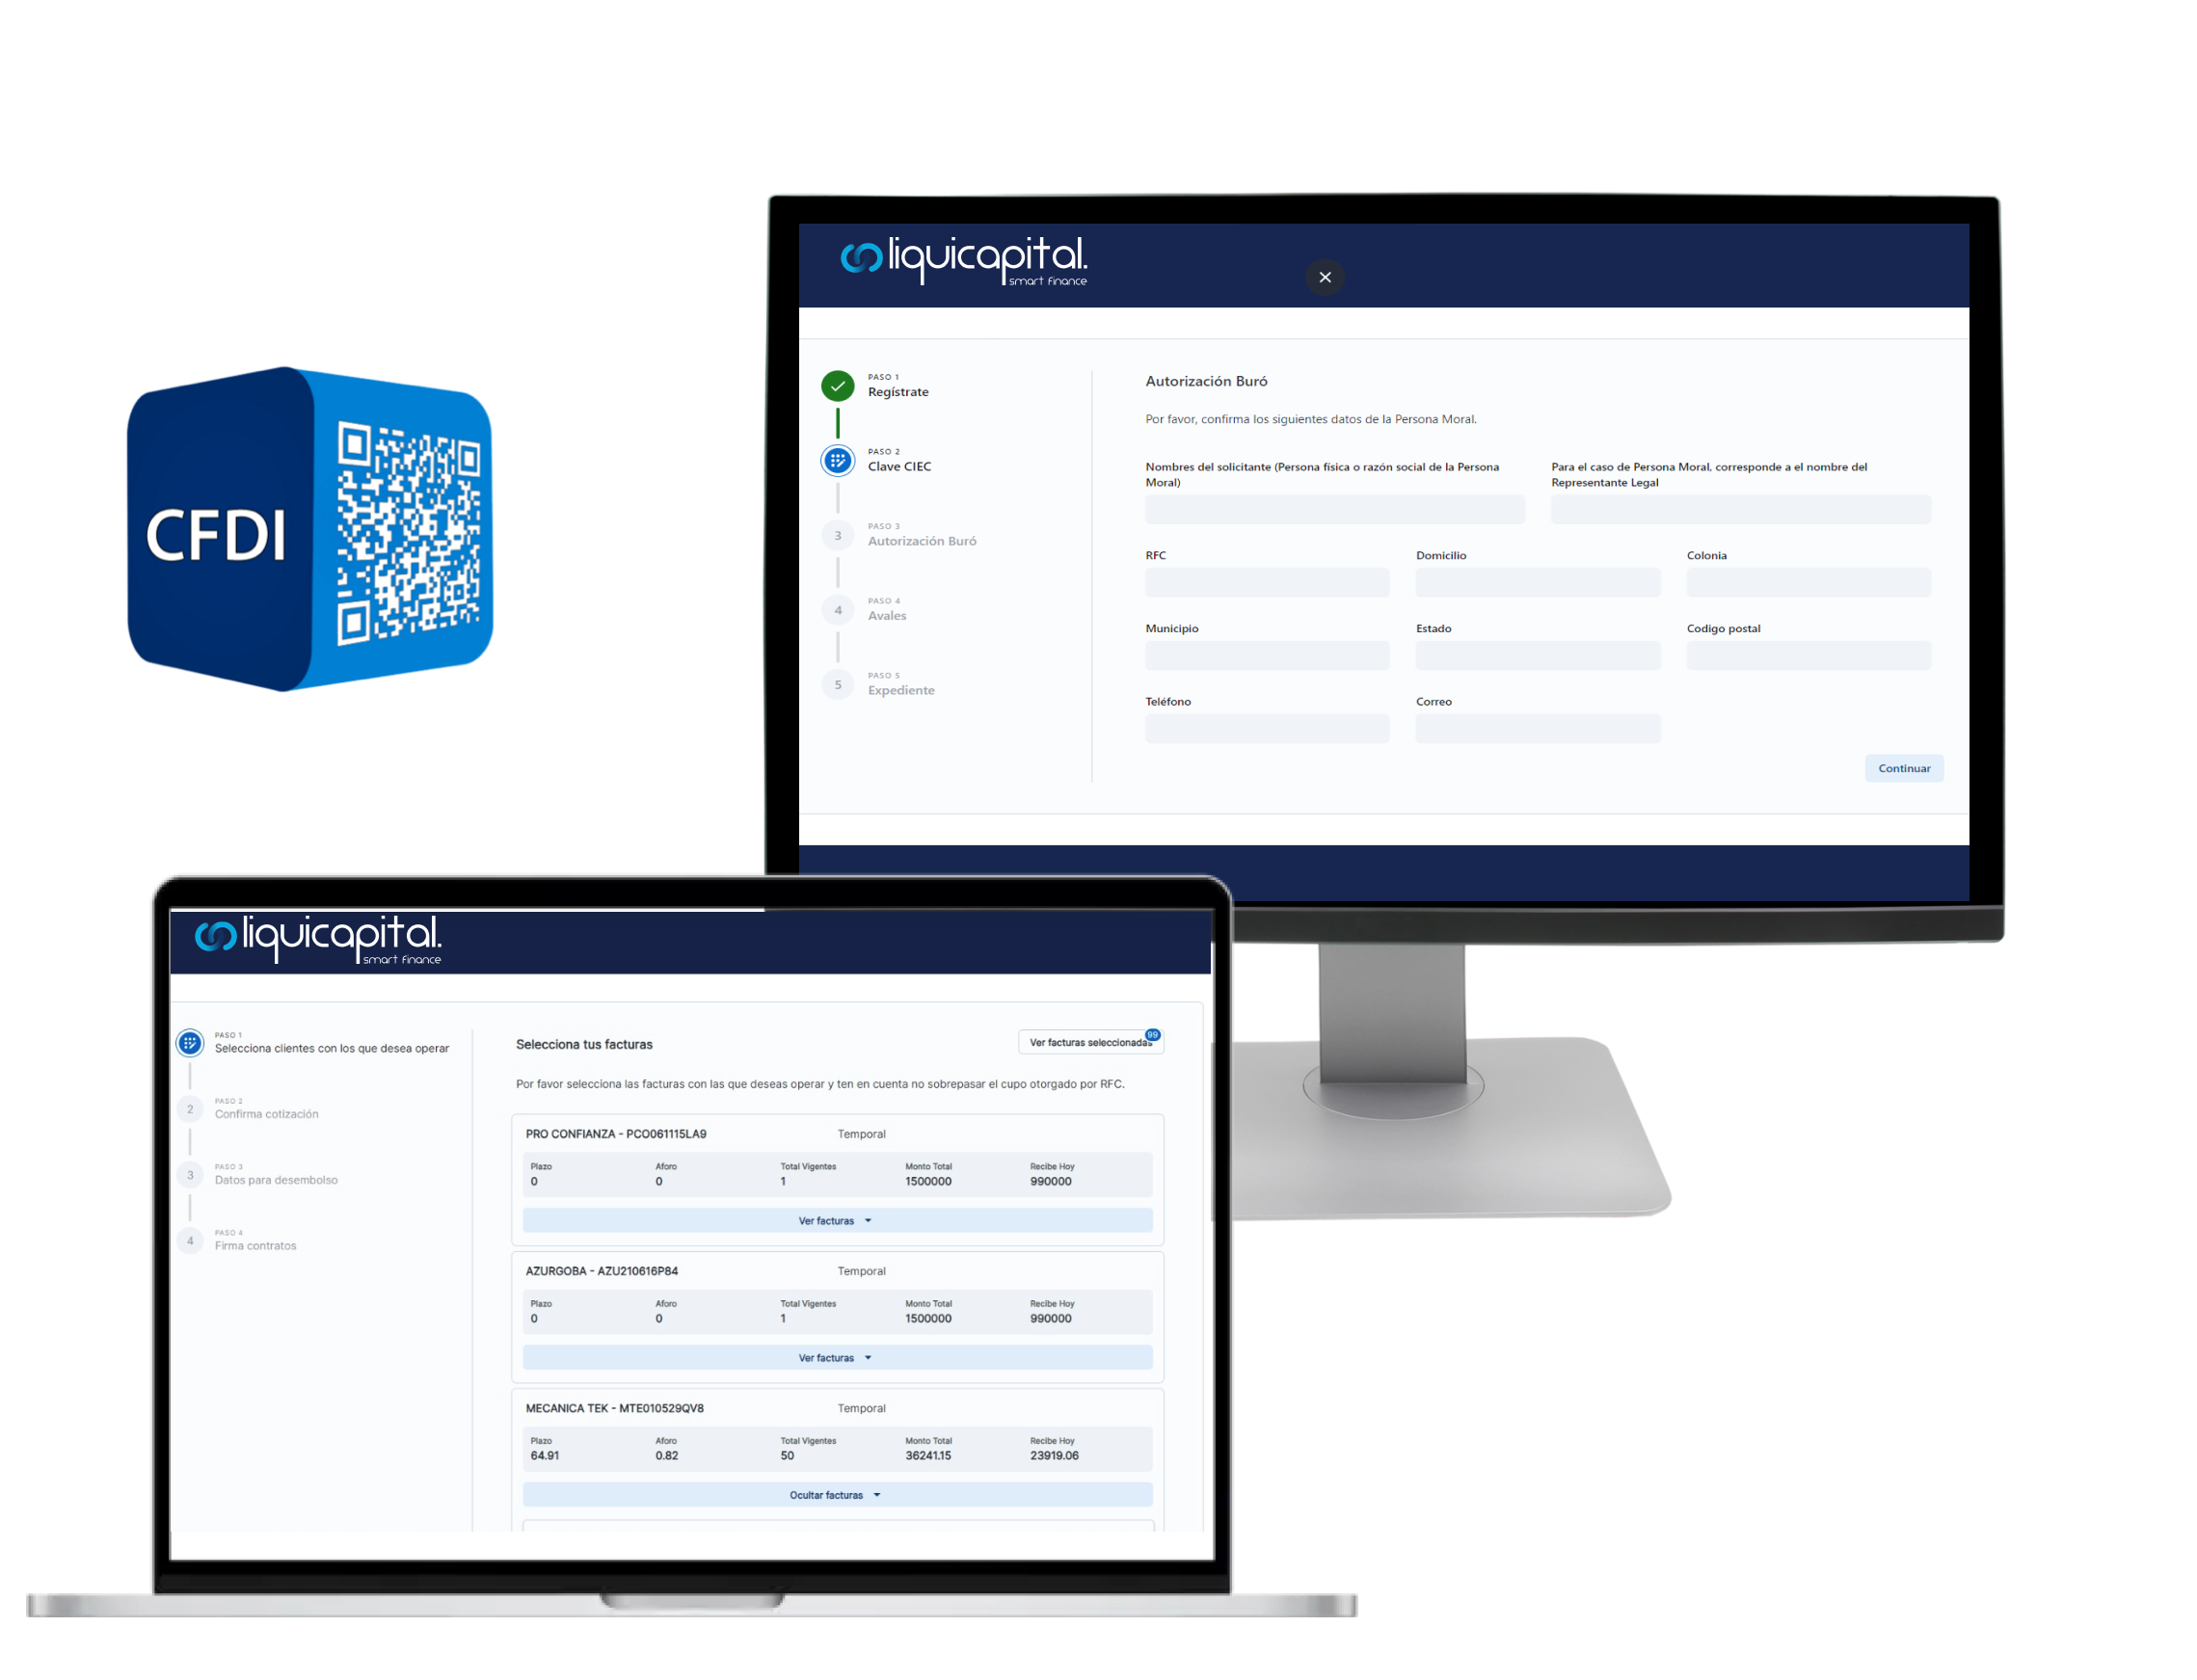 liquicapital.
smart finance
PASO 1
Regístrate
PASO 2
Clave CIEC
3
PASO 3
Autorización Buró
4
PASO 4
Avales
5
PASO 5
Expediente
Autorización Buró
Por favor, confirma los siguientes datos de la Persona Moral.
Nombres del solicitante (Persona física o razón social de la Persona
Moral)
Para el caso de Persona Moral, corresponde a el nombre del
Representante Legal
RFC
Domicilio
Colonia
Municipio
Estado
Codigo postal
Teléfono
Correo
Continuar
CFDI
liquicapital.
smart finance
PASO 1
Selecciona clientes con los que desea operar
2
PASO 2
Confirma cotización
3
PASO 3
Datos para desembolso
4
PASO 4
Firma contratos
Selecciona tus facturas
Ver facturas seleccionadas
99
Por favor selecciona las facturas con las que deseas operar y ten en cuenta no sobrepasar el cupo otorgado por RFC.
PRO CONFIANZA - PCO061115LA9 Temporal
Plazo Aforo Total Vigentes Monto Total Recibe Hoy
0 0 1 1500000 990000
Ver facturas
AZURGOBA - AZU210616P84 Temporal
Plazo Aforo Total Vigentes Monto Total Recibe Hoy
0 0 1 1500000 990000
Ver facturas
MECANICA TEK - MTE010529QV8 Temporal
Plazo Aforo Total Vigentes Monto Total Recibe Hoy
64.91 0.82 50 36241.15 23919.06
Ocultar facturas